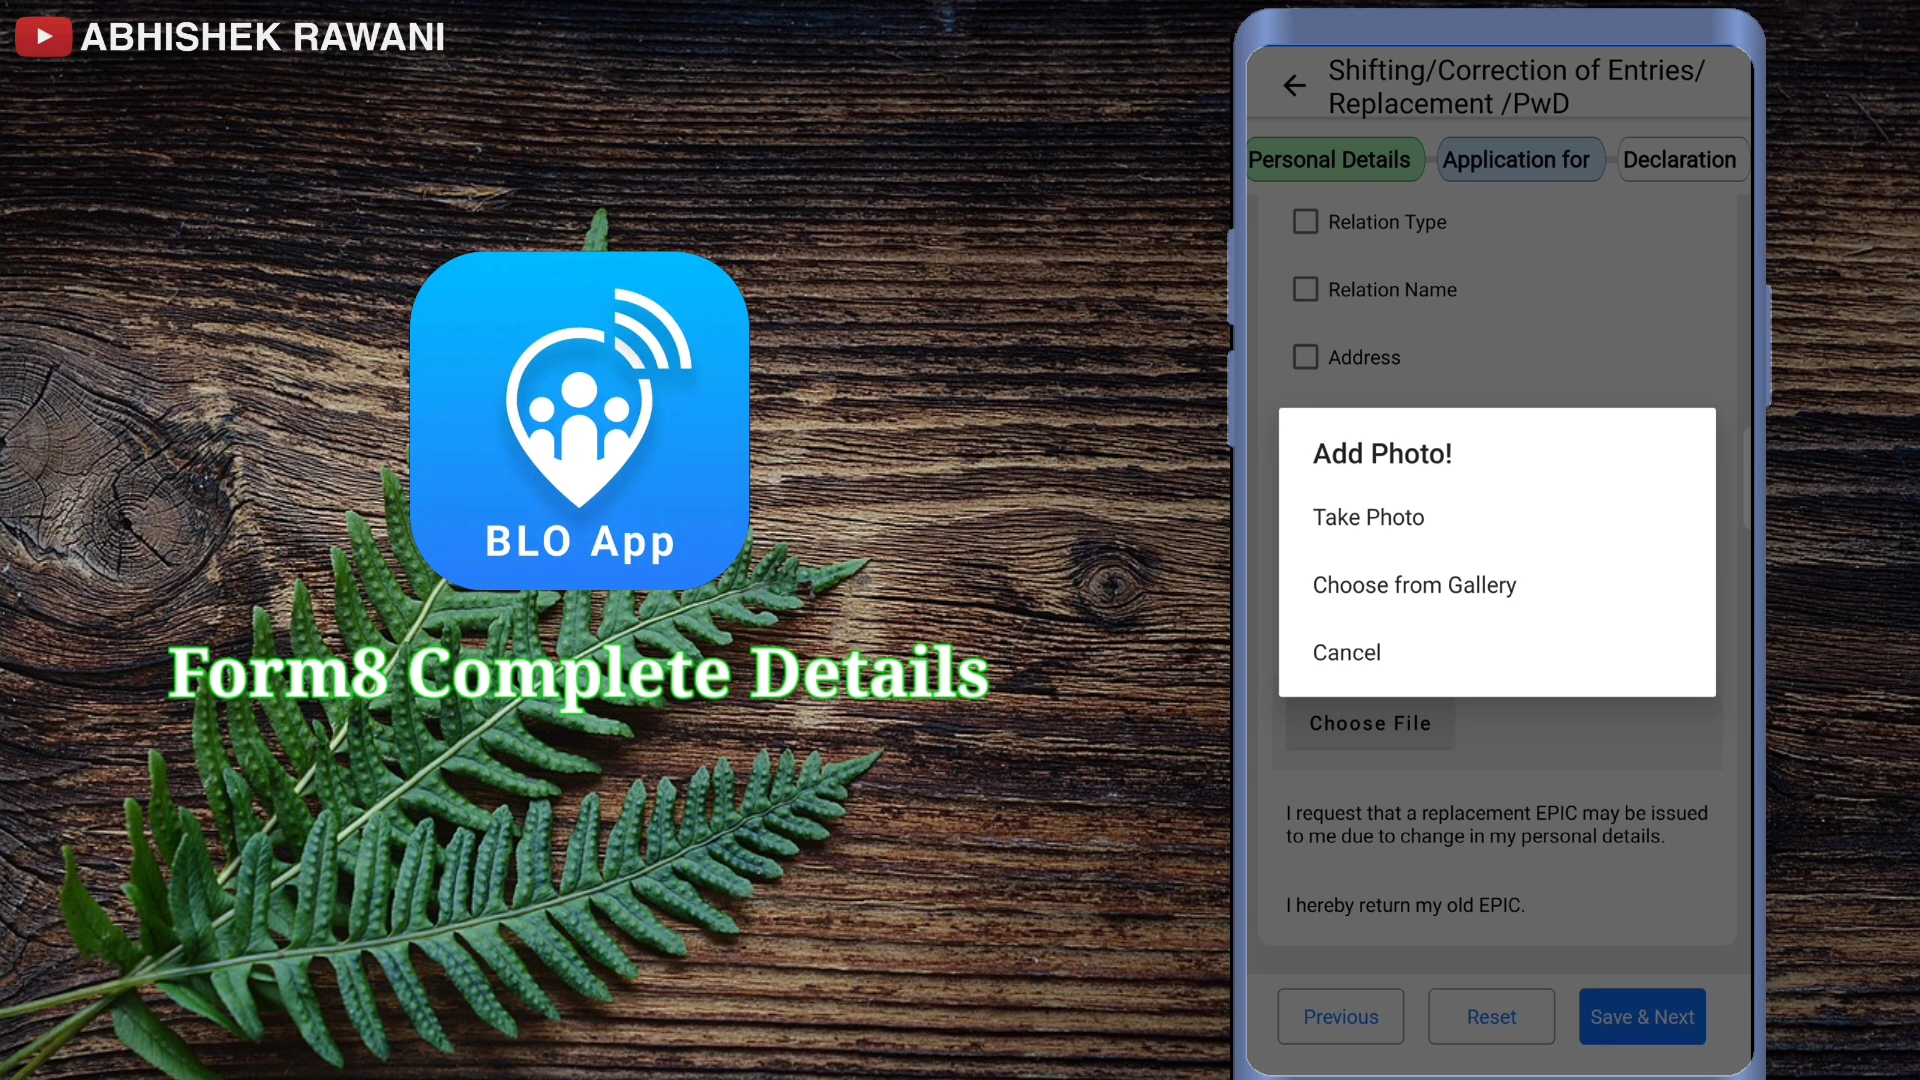 ABHISHEK RAWANI
BLO App
Form8 Complete Details
Shifting/Correction of Entries/
Replacement /PwD
Personal Details
Application for
Declaration
Relation Type
Relation Name
Address
Add Photo!
Take Photo
Choose from Gallery
Cancel
Choose File
I request that a replacement EPIC may be issued
to me due to change in my personal details.
I hereby return my old EPIC.
Previous
Reset
Save & Next